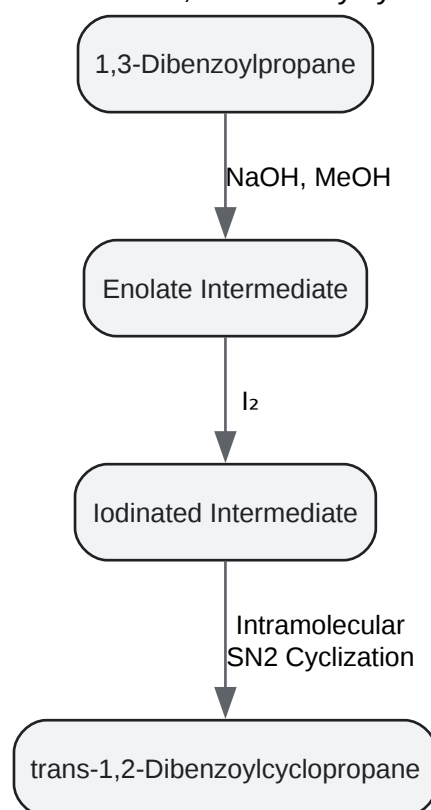 1,3-Dibenzoylpropane
NaOH, MeOH
Enolate Intermediate
I₂
Iodinated Intermediate
Intramolecular
SN2 Cyclization
trans-1,2-Dibenzoylcyclopropane